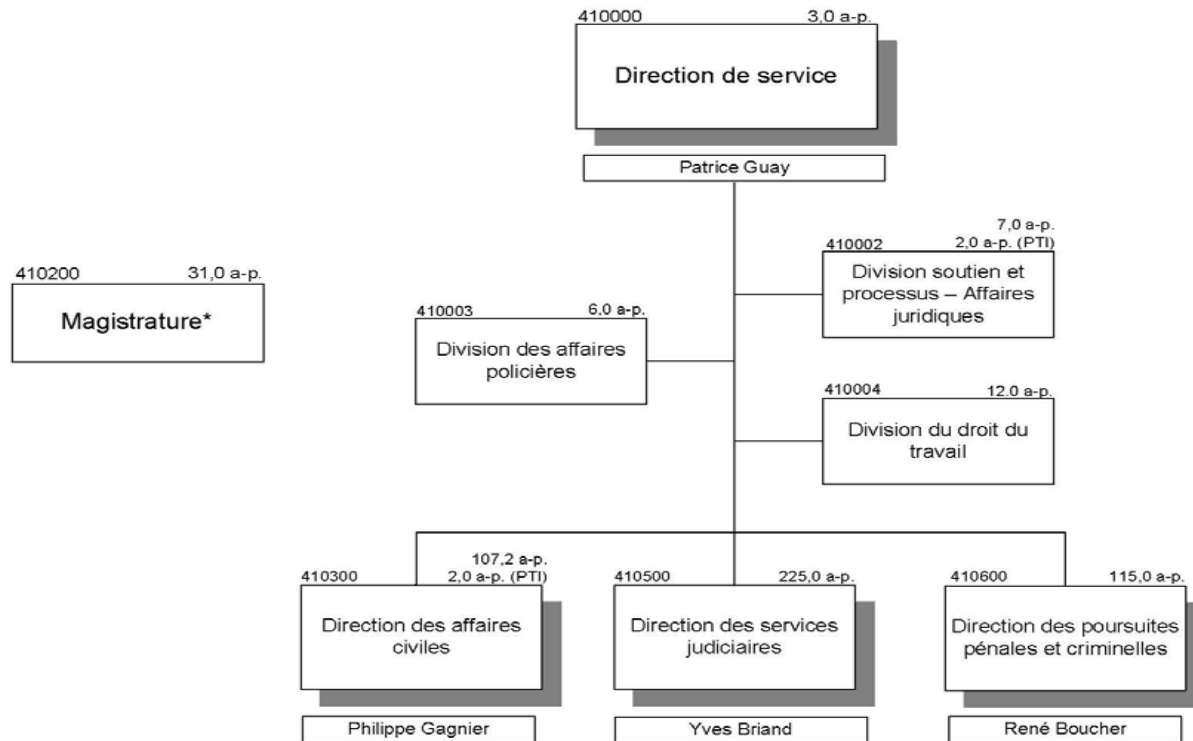 410000 3,0 a-p.
Direction de service
Patrice Guay
7,0 a-p.
410002 2,0 a-p. (PTI)
Division soutien et
processus – Affaires
juridiques
410200 31,0 a-p.
Magistrature*
410003 6,0 a-p.
Division des affaires
policières
410004 12.0 a-p.
Division du droit du
travail
107,2 a-p.
410300 2,0 a-p. (PTI)
Direction des affaires
civiles
Philippe Gagnier
410500 225,0 a-p.
Direction des services
judiciaires
Yves Briand
410600 115,0 a-p.
Direction des poursuites
pénales et criminelles
René Boucher